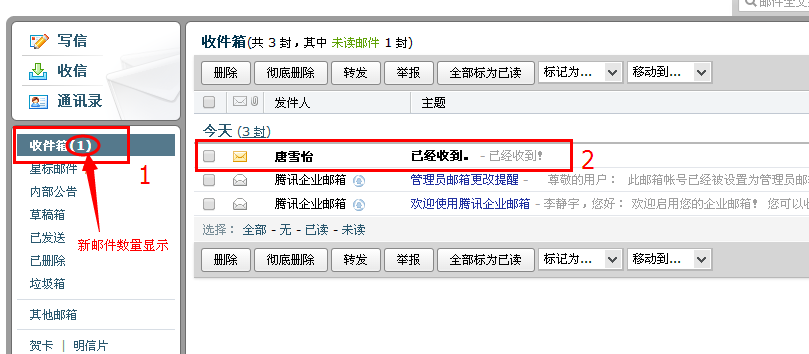 邮件全文
写信
收信
通讯录
收件箱(1)
1
星标邮件
内部公告
草稿箱
已发送
新邮件数量显示
已删除
垃圾箱
其他邮箱
贺卡 | 明信片
收件箱(共 3 封,其中 未读邮件 1 封)
删除 彻底删除 转发 举报 全部标为已读 标记为... 移动到...
发件人 主题
今天 (3 封)
唐雪怡 已经收到。 - 已经收到! 2
腾讯企业邮箱 管理员邮箱更改提醒 - 尊敬的用户: 此邮箱帐号已经被设置为管理员邮
腾讯企业邮箱 欢迎使用腾讯企业邮箱 - 李静宇,您好: 欢迎启用您的企业邮箱! 您可以
选择: 全部 - 无 - 已读 - 未读
删除 彻底删除 转发 举报 全部标为已读 标记为... 移动到...